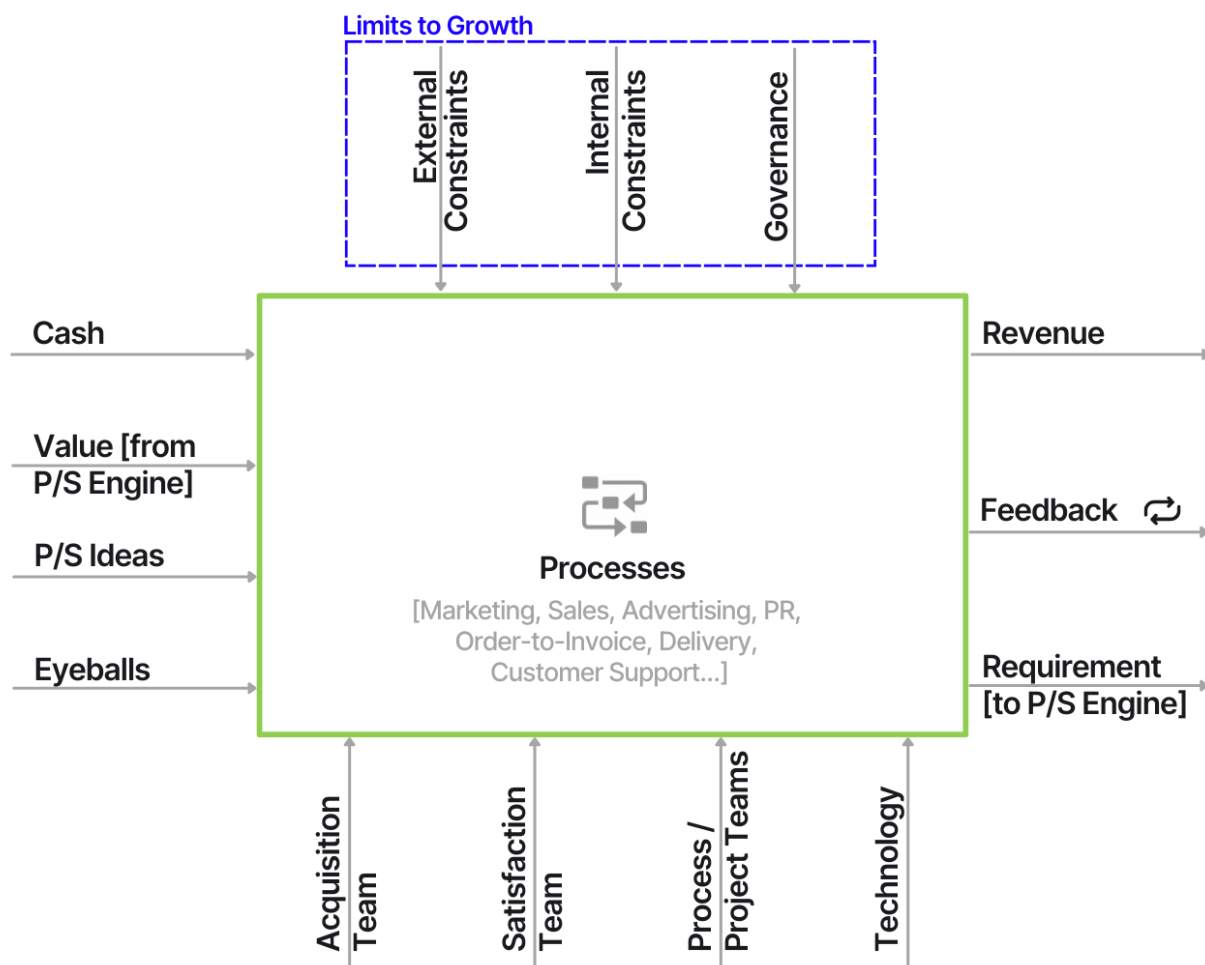 Limits to Growth
External
Constraints
Internal
Constraints
Governance
Cash
Value [from
P/S Engine]
P/S Ideas
Eyeballs
Processes
[Marketing, Sales, Advertising, PR,
Order-to-Invoice, Delivery,
Customer Support...]
Revenue
Feedback
Requirement
[to P/S Engine]
Acquisition
Team
Satisfaction
Team
Process /
Project Teams
Technology